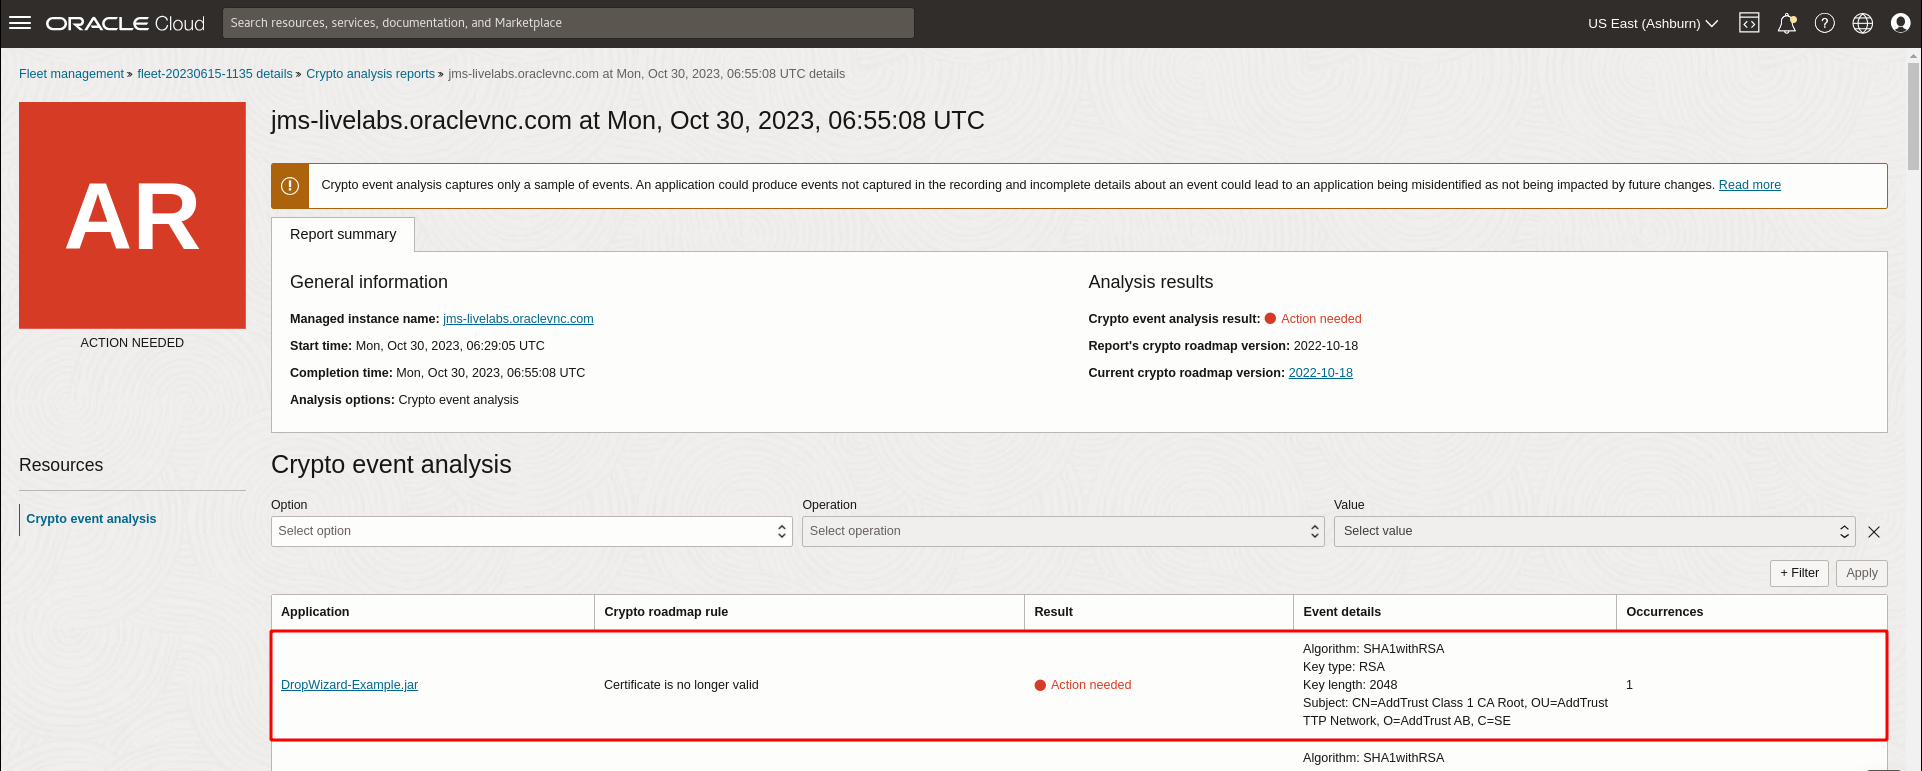 ORACLE Cloud
Search resources, services, documentation, and Marketplace
US East (Ashburn)
Fleet management » fleet-20230615-1135 details » Crypto analysis reports » jms-livelabs.oraclevnc.com at Mon, Oct 30, 2023, 06:55:08 UTC details
AR
ACTION NEEDED
jms-livelabs.oraclevnc.com at Mon, Oct 30, 2023, 06:55:08 UTC
Crypto event analysis captures only a sample of events. An application could produce events not captured in the recording and incomplete details about an event could lead to an application being misidentified as not being impacted by future changes. Read more
Report summary
General information
Managed instance name: jms-livelabs.oraclevnc.com
Start time: Mon, Oct 30, 2023, 06:29:05 UTC
Completion time: Mon, Oct 30, 2023, 06:55:08 UTC
Analysis options: Crypto event analysis
Analysis results
Crypto event analysis result: Action needed
Report's crypto roadmap version: 2022-10-18
Current crypto roadmap version: 2022-10-18
Resources
Crypto event analysis
Crypto event analysis
Option
Operation
Value
Select option
Select operation
Select value
+ Filter
Apply
Application
Crypto roadmap rule
Result
Event details
Occurrences
DropWizard-Example.jar
Certificate is no longer valid
Action needed
Algorithm: SHA1withRSA
Key type: RSA
Key length: 2048
Subject: CN=AddTrust Class 1 CA Root, OU=AddTrust
TTP Network, O=AddTrust AB, C=SE
1
Algorithm: SHA1withRSA